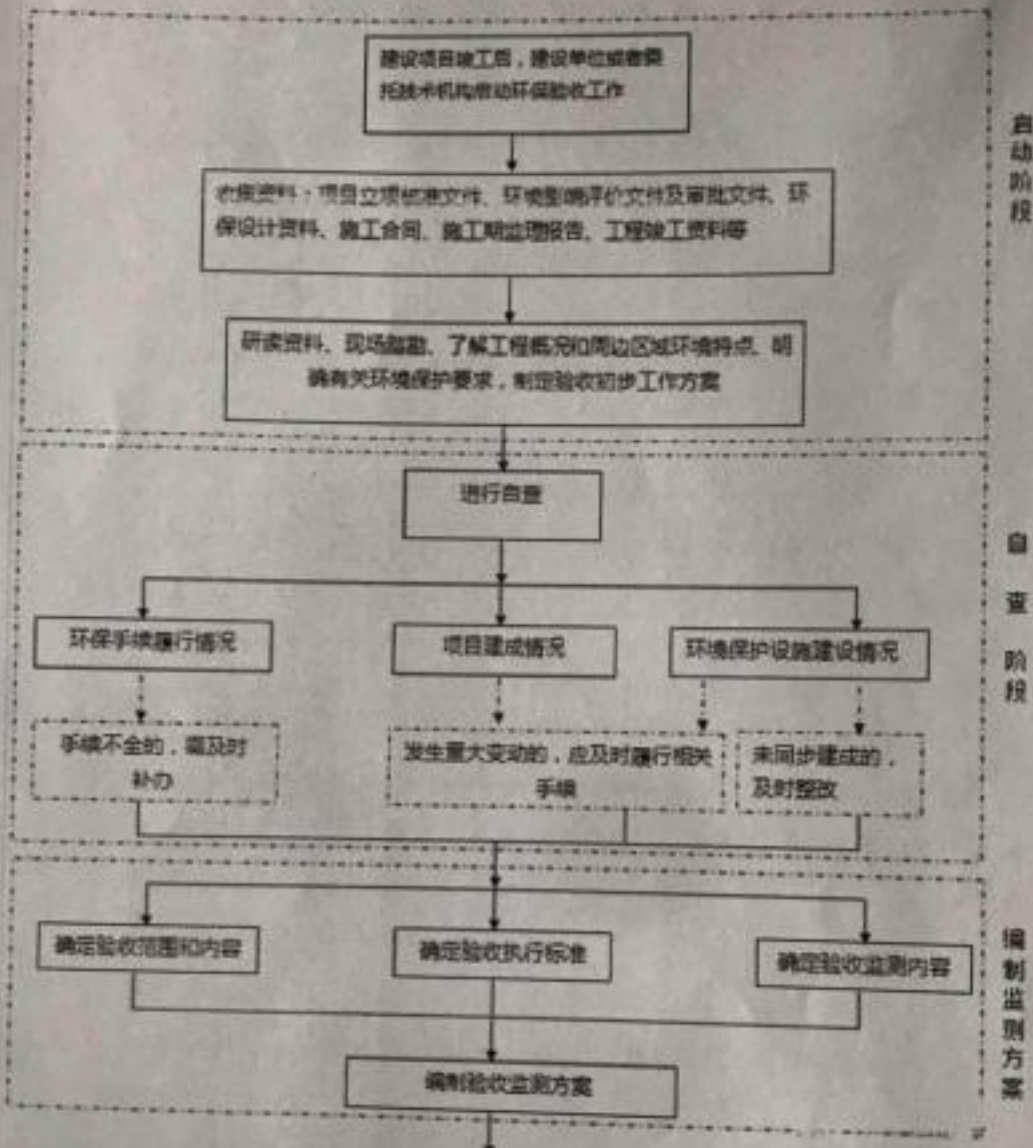 建设项目竣工后，建设单位或者委
托技术机构启动环保验收工作
收集资料：项目立项核准文件、环境影响评价文件及审批文件、环
保设计资料、施工合同、施工期监理报告、工程竣工资料等
研读资料、现场踏勘、了解工程概况和周边区域环境特点、明
确有关环境保护要求，制定验收初步工作方案
启动阶段
进行自查
环保手续履行情况
项目建成情况
环境保护设施建设情况
手续不全的，需及时
补办
发生重大变动的，应及时履行相关
手续
未同步建成的，
及时整改
自查阶段
确定验收范围和内容
确定验收执行标准
确定验收监测内容
编制验收监测方案
编制监测方案